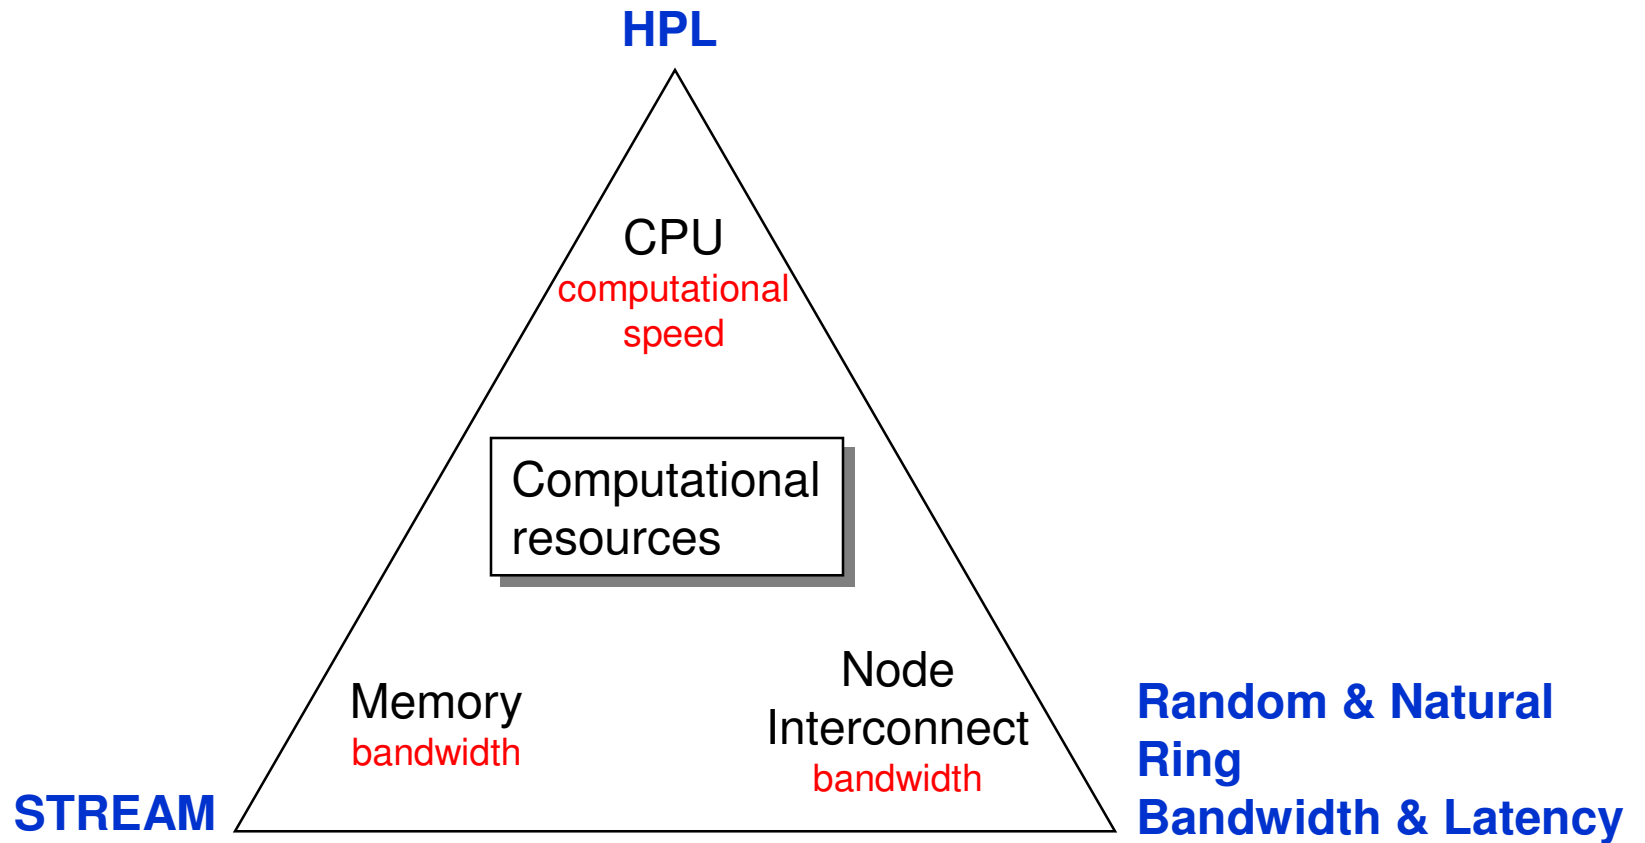 HPL
CPU
computational
speed
Computational
resources
Memory
bandwidth
Node
Interconnect
bandwidth
STREAM
Random & Natural
Ring
Bandwidth & Latency